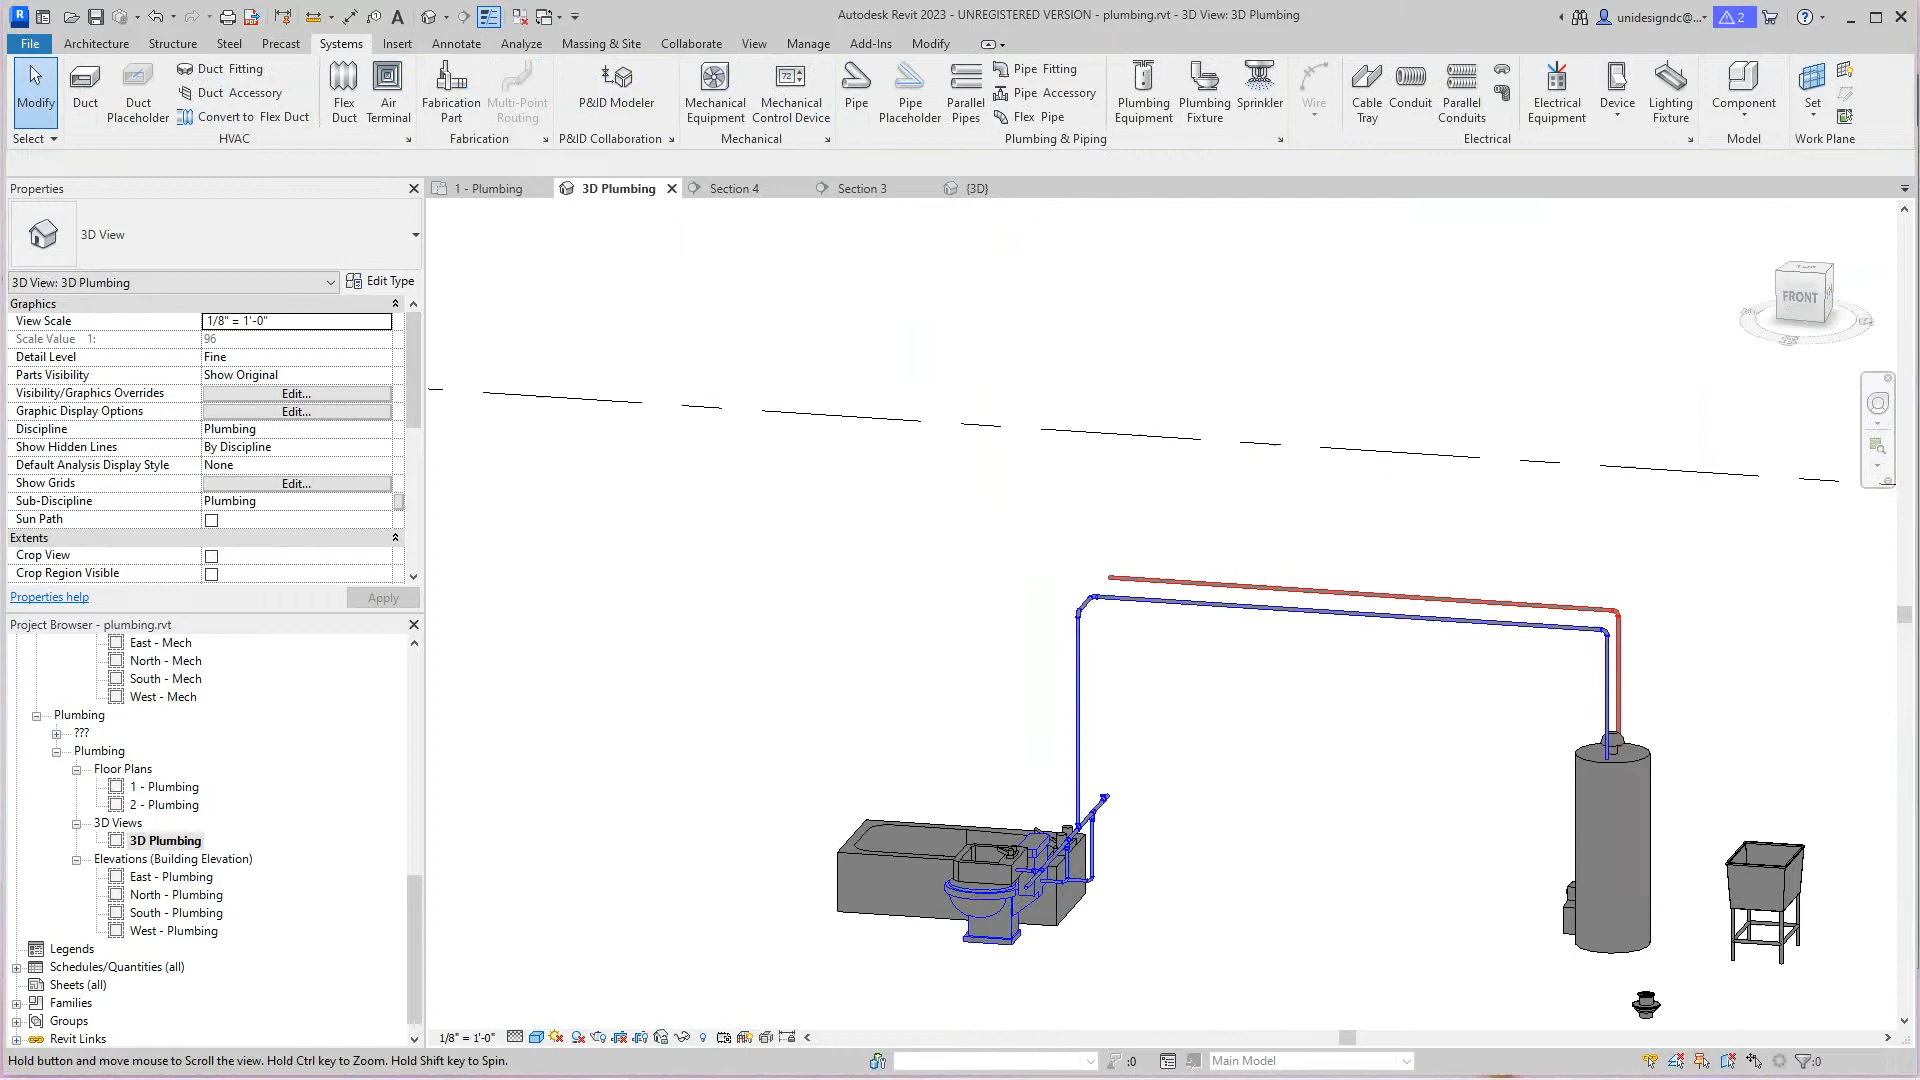 Autodesk Revit 2023 - UNREGISTERED VERSION - plumbing.rvt - 3D View: 3D Plumbing
unidesigndc@...
2
File Architecture Structure Steel Precast Systems Insert Annotate Analyze Massing & Site Collaborate View Manage Add-Ins Modify
Modify
Select
Duct
Duct Placeholder
Duct Fitting
Duct Accessory
Convert to Flex Duct
HVAC
Flex Duct
Air Terminal
Fabrication Part
Multi-Point Routing
Fabrication
P&ID Modeler
P&ID Collaboration
Mechanical Equipment
Mechanical Control Device
Mechanical
Pipe
Pipe Placeholder
Parallel Pipes
Pipe Fitting
Pipe Accessory
Flex Pipe
Plumbing Equipment
Plumbing Fixture
Sprinkler
Plumbing & Piping
Wire
Cable Tray
Conduit
Parallel Conduits
Electrical Equipment
Device
Lighting Fixture
Electrical
Component
Model
Set
Work Plane
Properties
1 - Plumbing
3D Plumbing
Section 4
Section 3
{3D}
3D View
3D View: 3D Plumbing
Edit Type
Graphics
View Scale 1/8" = 1'-0"
Scale Value 1: 96
Detail Level Fine
Parts Visibility Show Original
Visibility/Graphics Overrides Edit...
Graphic Display Options Edit...
Discipline Plumbing
Show Hidden Lines By Discipline
Default Analysis Display Style None
Show Grids Edit...
Sub-Discipline Plumbing
Sun Path
Extents
Crop View
Crop Region Visible
Properties help
Apply
FRONT
Project Browser - plumbing.rvt
East - Mech
North - Mech
South - Mech
West - Mech
Plumbing
???
Plumbing
Floor Plans
1 - Plumbing
2 - Plumbing
3D Views
3D Plumbing
Elevations (Building Elevation)
East - Plumbing
North - Plumbing
South - Plumbing
West - Plumbing
Legends
Schedules/Quantities (all)
Sheets (all)
Families
Groups
Revit Links
1/8" = 1'-0"
Hold button and move mouse to Scroll the view. Hold Ctrl key to Zoom. Hold Shift key to Spin.
:0
Main Model
:0